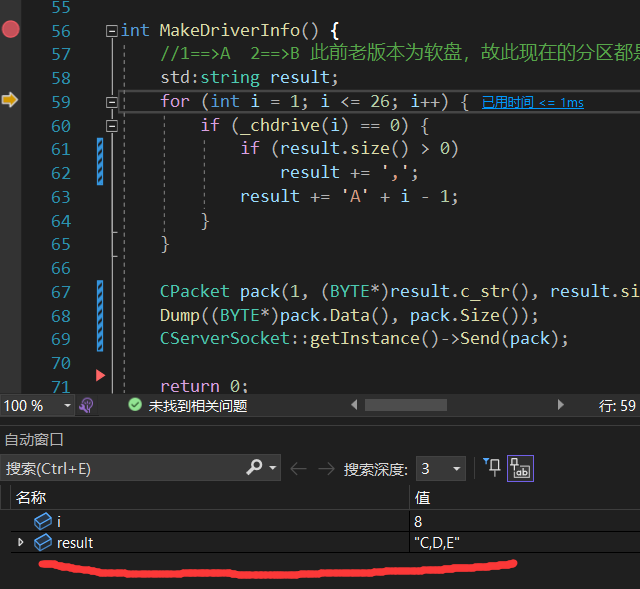 55
56 int MakeDriverInfo() {
57 //1==>A 2==>B 此前老版本为软盘，故此现在的分区都是
58 std:string result;
59 for (int i = 1; i <= 26; i++) { 已用时间 <= 1ms
60 if (_chdrive(i) == 0) {
61 if (result.size() > 0)
62 result += ',';
63 result += 'A' + i - 1;
64 }
65 }
66
67 CPacket pack(1, (BYTE*)result.c_str(), result.si
68 Dump((BYTE*)pack.Data(), pack.Size());
69 CServerSocket::getInstance()->Send(pack);
70
71 return 0;
100 % 未找到相关问题 行: 59
自动窗口
搜索(Ctrl+E) 搜索深度: 3
名称 值
i 8
result "C,D,E"